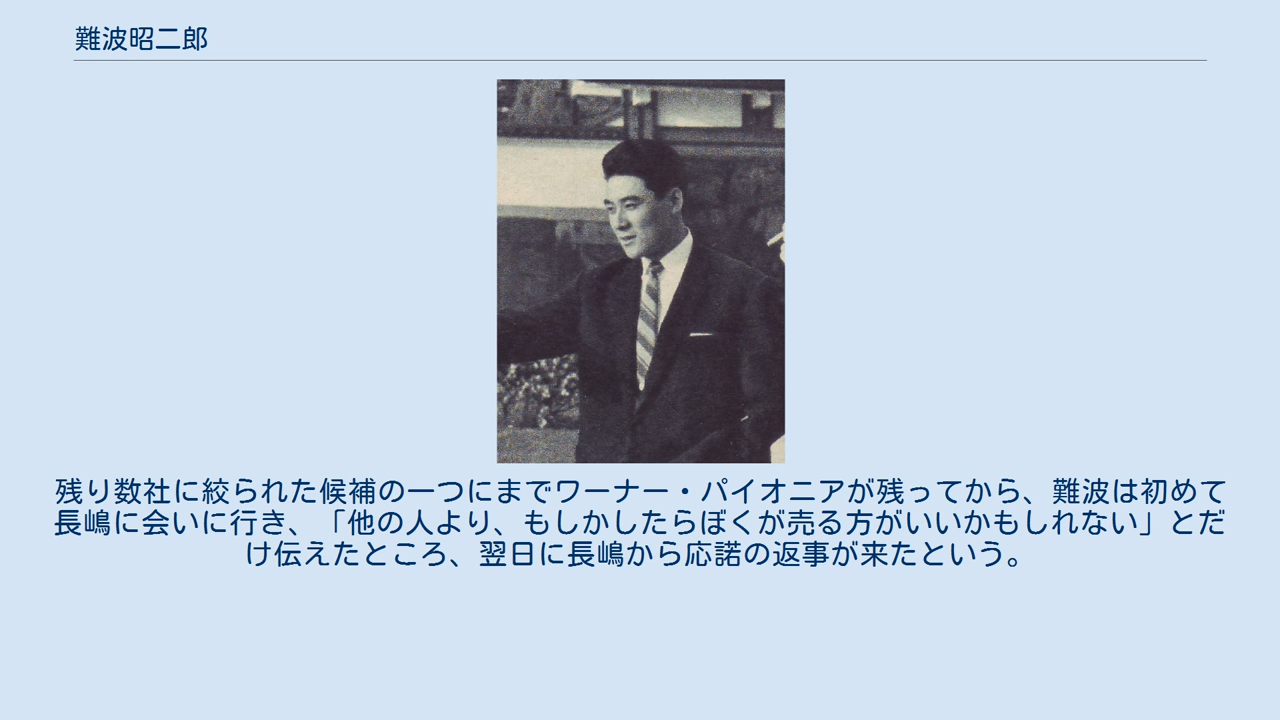 難波昭二郎
残り数社に絞られた候補の一つにまでワーナー・パイオニアが残ってから、難波は初めて
長嶋に会いに行き、「他の人より、もしかしたらぼくが売る方がいいかもしれない」とだ
け伝えたところ、翌日に長嶋から応諾の返事が来たという。